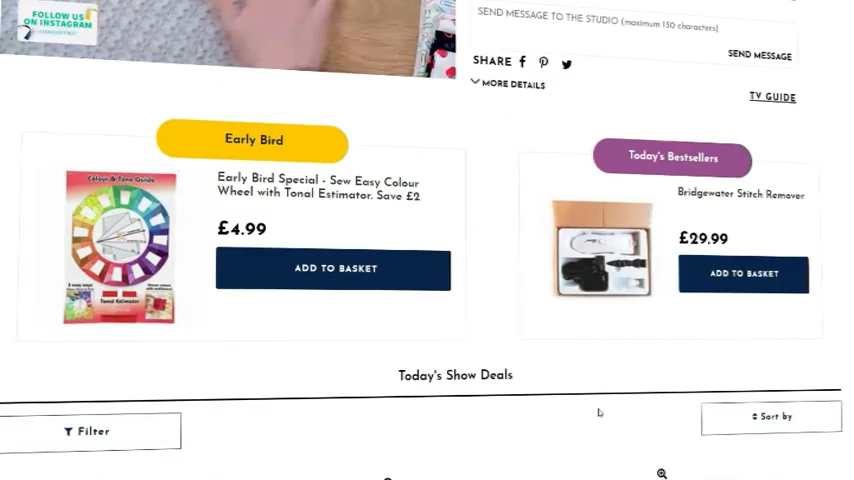 FOLLOW US
ON INSTAGRAM
SEND MESSAGE TO THE STUDIO (maximum 150 characters)
SEND MESSAGE
SHARE
MORE DETAILS
TV GUIDE
Early Bird
Colour & Tone Guide
Tonal Estimator
Early Bird Special - Sew Easy Colour
Wheel with Tonal Estimator. Save £2
£4.99
ADD TO BASKET
Today's Bestsellers
Bridgewater Stitch Remover
£29.99
ADD TO BASKET
Today's Show Deals
Filter
Sort by